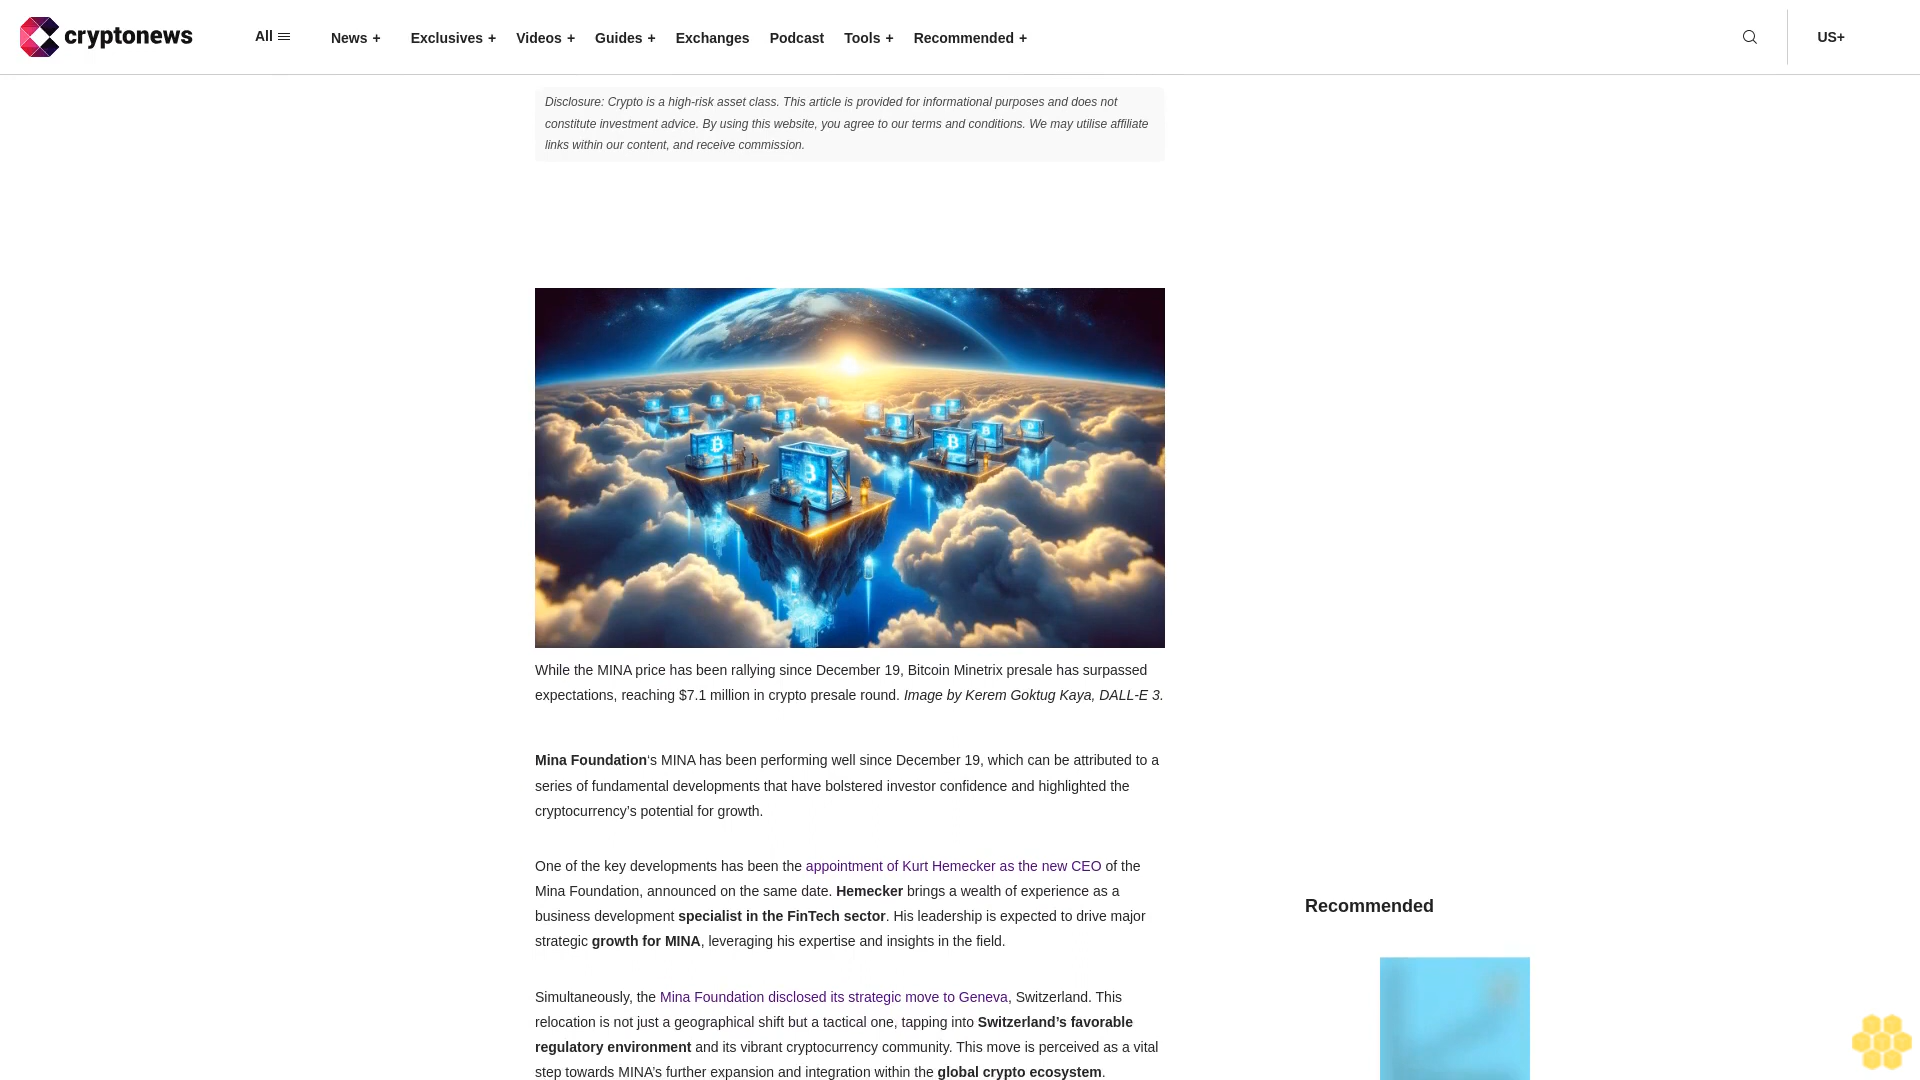 cryptonews
All
News +
Exclusives +
Videos +
Guides +
Exchanges
Podcast
Tools +
Recommended +
US+
Disclosure: Crypto is a high-risk asset class. This article is provided for informational purposes and does not
constitute investment advice. By using this website, you agree to our terms and conditions. We may utilise affiliate
links within our content, and receive commission.
While the MINA price has been rallying since December 19, Bitcoin Minetrix presale has surpassed
expectations, reaching $7.1 million in crypto presale round. Image by Kerem Goktug Kaya, DALL-E 3.
Mina Foundation‘s MINA has been performing well since December 19, which can be attributed to a
series of fundamental developments that have bolstered investor confidence and highlighted the
cryptocurrency’s potential for growth.
One of the key developments has been the appointment of Kurt Hemecker as the new CEO of the
Mina Foundation, announced on the same date. Hemecker brings a wealth of experience as a
business development specialist in the FinTech sector. His leadership is expected to drive major
strategic growth for MINA, leveraging his expertise and insights in the field.
Simultaneously, the Mina Foundation disclosed its strategic move to Geneva, Switzerland. This
relocation is not just a geographical shift but a tactical one, tapping into Switzerland’s favorable
regulatory environment and its vibrant cryptocurrency community. This move is perceived as a vital
step towards MINA’s further expansion and integration within the global crypto ecosystem.
Recommended